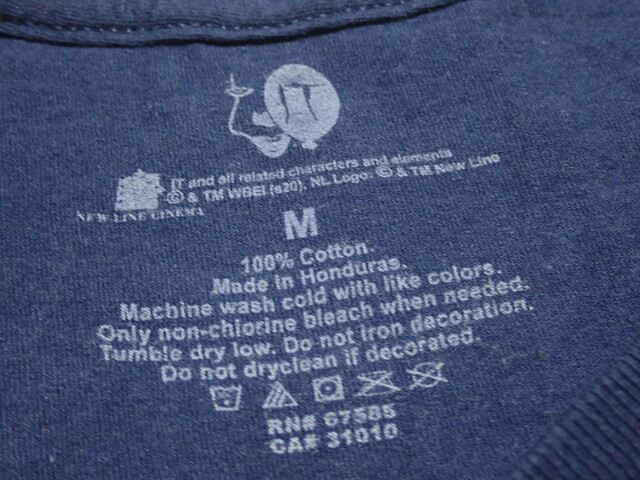 IT
IT and all related characters and elements
© & TM WBEI (s20). NL Logo: © & TM New Line
NEW LINE CINEMA
M
100% Cotton.
Made in Honduras.
Machine wash cold with like colors.
Only non-chlorine bleach when needed.
Tumble dry low. Do not iron decoration.
Do not dryclean if decorated.
RN# 67585
CA# 31010